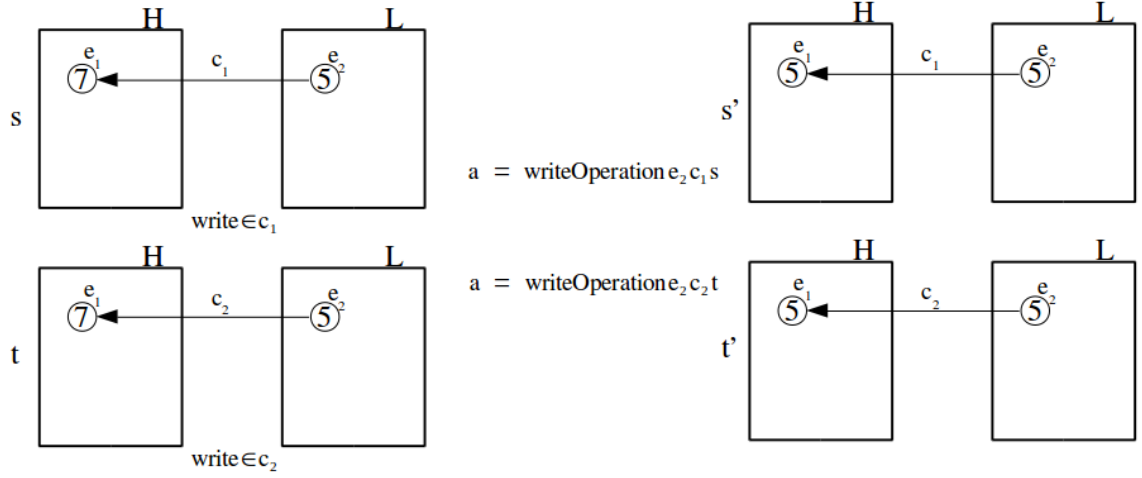 H L H L
e₁ c₁ e₂ e₁ c₁ e₂
7 5 5 5
s s’
a = writeOperation e₂ c₁ s
write∈c₁
H L H L
e₁ c₂ e₂ a = writeOperation e₂ c₂ t e₁ c₂ e₂
7 5 5 5
t t’
write∈c₂